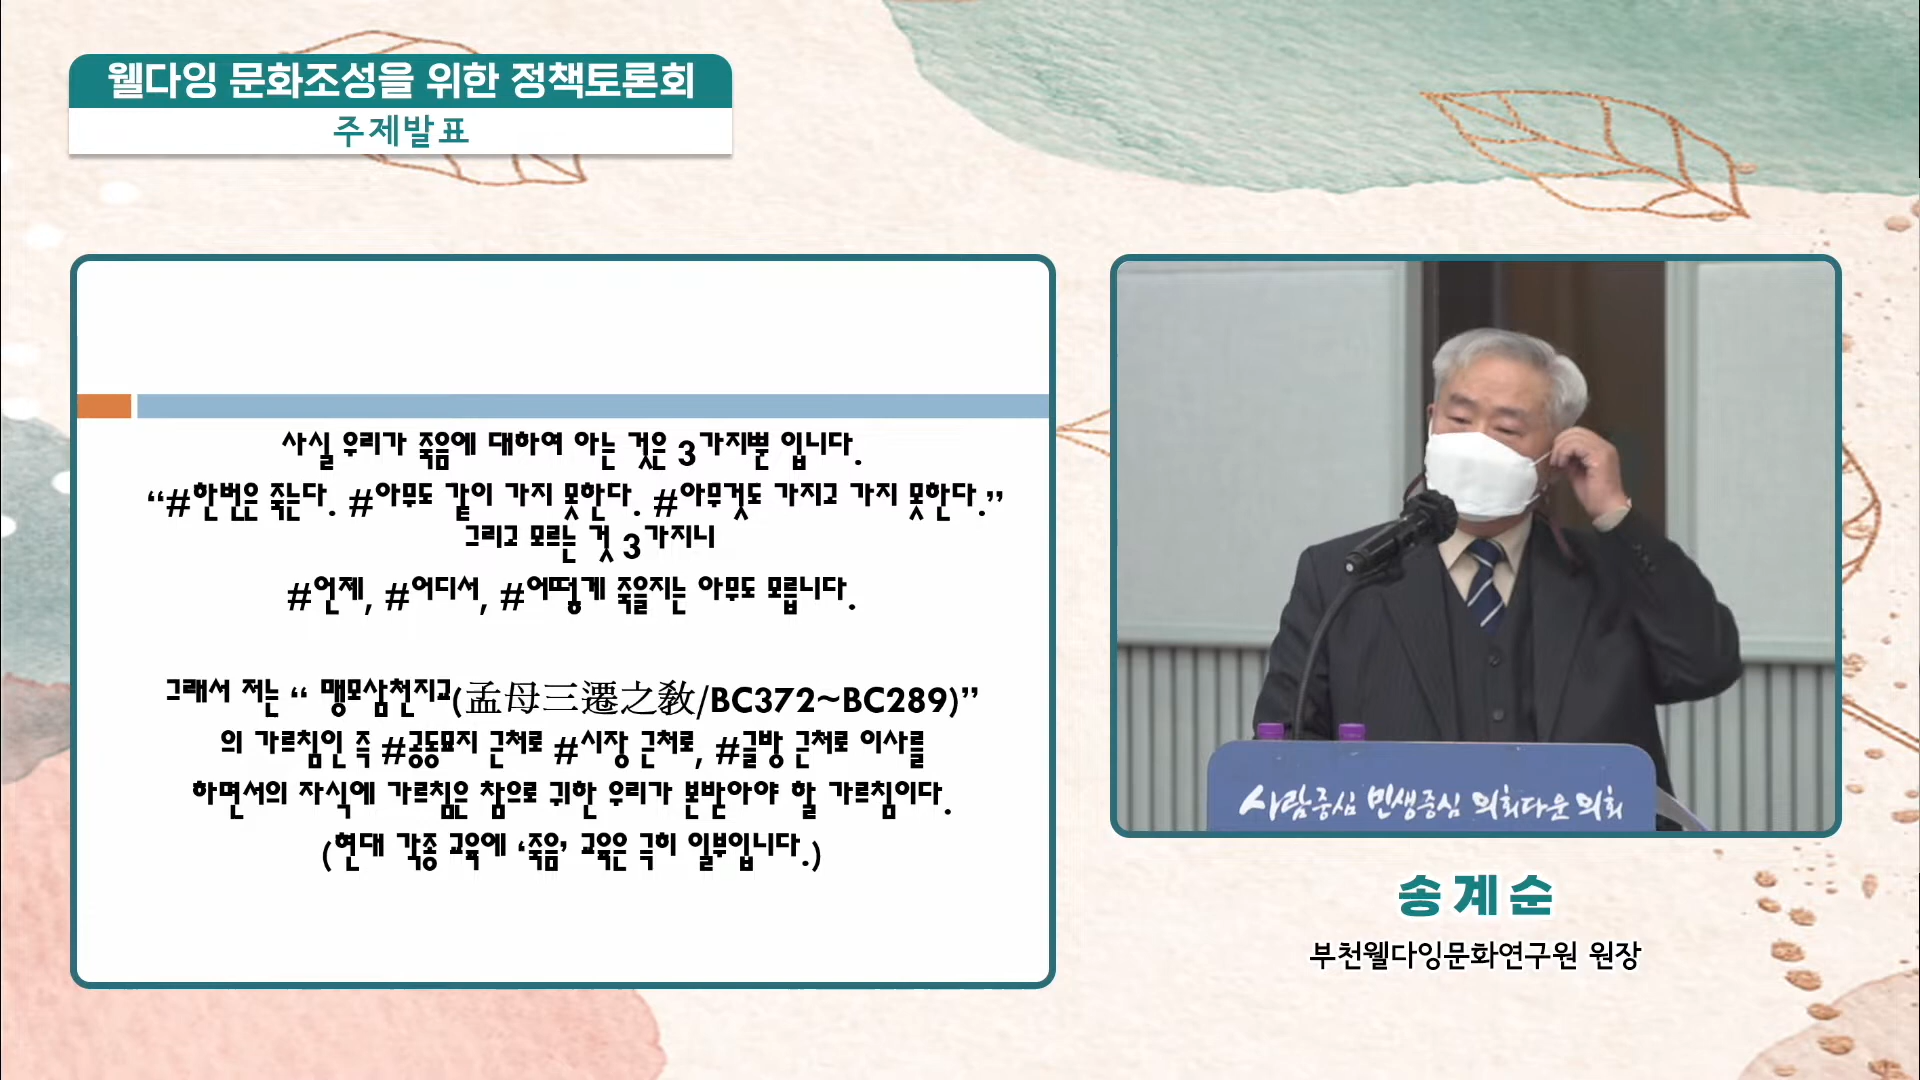 웰다잉 문화조성을 위한 정책토론회
주제발표
사실 우리가 죽음에 대하여 아는 것은 3가지뿐 입니다.
“#한번은 죽는다. #아무도 같이 가지 못한다. #아무것도 가지고 가지 못한다.”
그리고 모르는 것 3가지니
#언제, #어디서, #어떻게 죽을지는 아무도 모릅니다.
그래서 저는 “ 맹모삼천지교(孟母三遷之敎/BC372~BC289)”
의 가르침인 즉 #공동묘지 근처로 #시장 근처로, #글방 근처로 이사를
하면서의 자식에 가르침은 참으로 귀한 우리가 본받아야 할 가르침이다.
(현대 각종 교육에 ‘죽음’ 교육은 극히 일부입니다.)
사람중심 민생중심 의회다운 의회
송계순
부천웰다잉문화연구원 원장